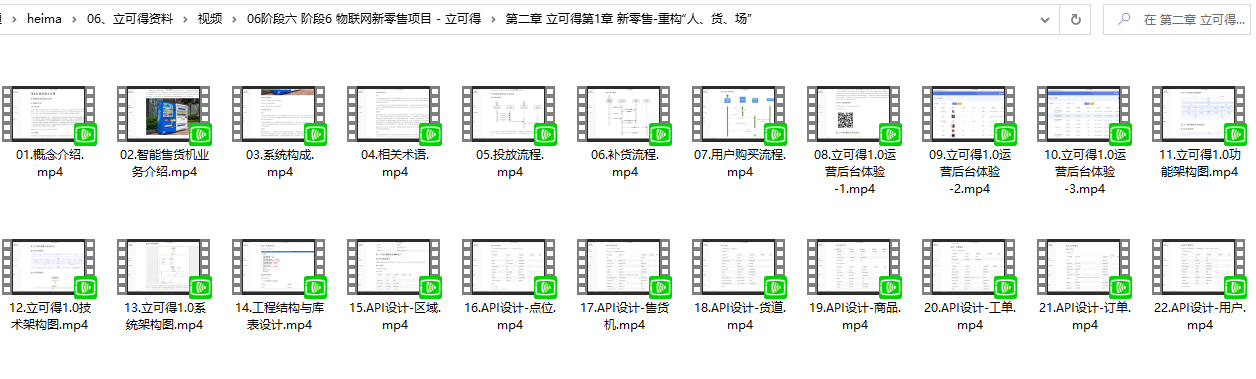 heima > 06、立可得资料 > 视频 > 06阶段六 阶段6 物联网新零售项目 - 立可得 > 第二章 立可得第1章 新零售-重构“人、货、场”
在 第二章 立可得...
01.概念介绍.
mp4
02.智能售货机业
务介绍.mp4
03.系统构成.
mp4
04.相关术语.
mp4
05.投放流程.
mp4
06.补货流程.
mp4
07.用户购买流程.
mp4
08.立可得1.0运
营后台体验
-1.mp4
09.立可得1.0运
营后台体验
-2.mp4
10.立可得1.0运
营后台体验
-3.mp4
11.立可得1.0功
能架构图.mp4
12.立可得1.0技
术架构图.mp4
13.立可得1.0系
统架构图.mp4
14.工程结构与库
表设计.mp4
15.API设计-区域.
mp4
16.API设计-点位.
mp4
17.API设计-售货
机.mp4
18.API设计-货道.
mp4
19.API设计-商品.
mp4
20.API设计-工单.
mp4
21.API设计-订单.
mp4
22.API设计-用户.
mp4